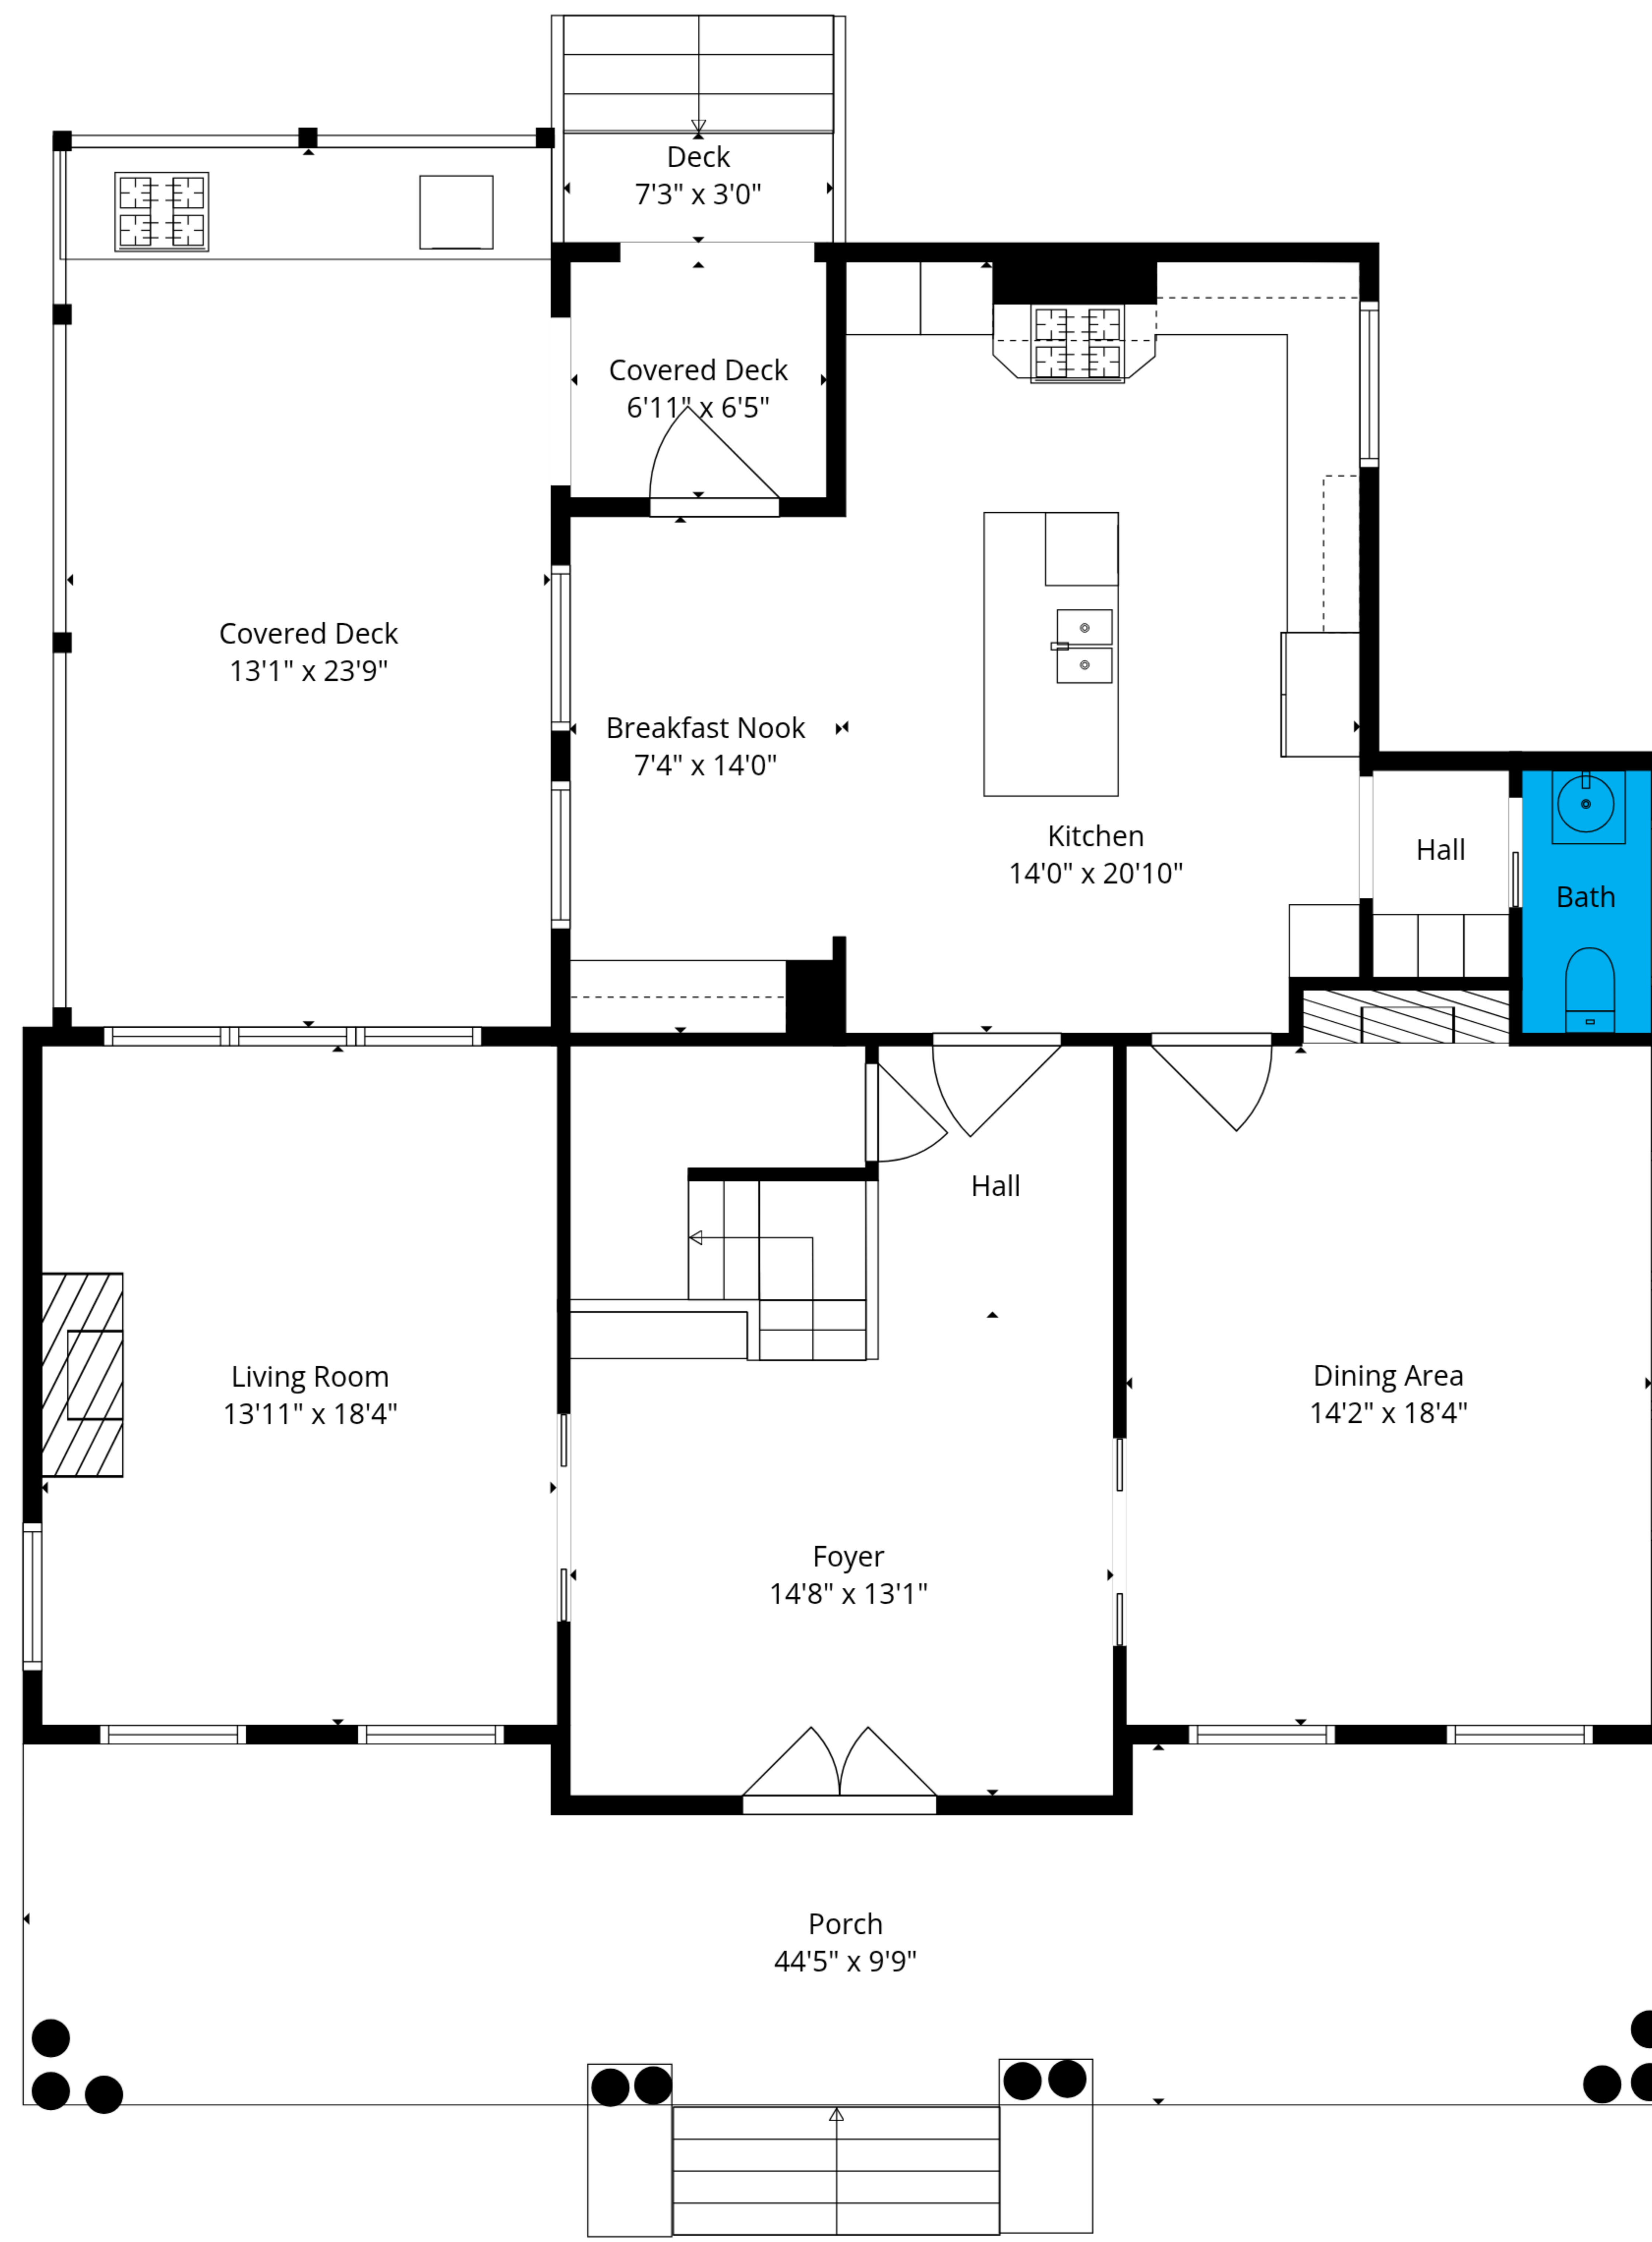 Deck
7'3" x 3'0"
Covered Deck
6'11" x 6'5"
Covered Deck
13'1" x 23'9"
Breakfast Nook
7'4" x 14'0"
Kitchen
14'0" x 20'10"
Hall
Bath
Hall
Living Room
13'11" x 18'4"
Dining Area
14'2" x 18'4"
Foyer
14'8" x 13'1"
Porch
44'5" x 9'9"